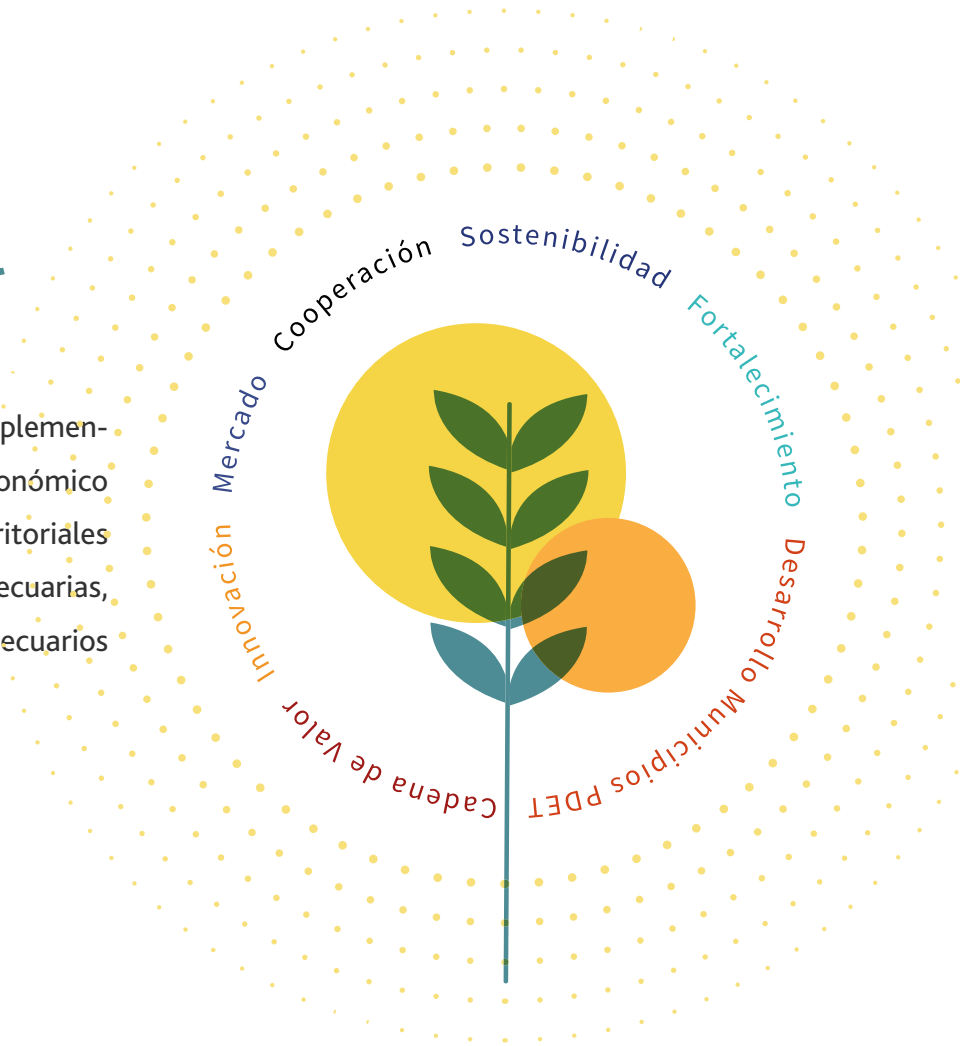 Sostenibilidad
Fortalecimiento
Desarrollo Municipios PDET
Cadena de Valor
Innovación
Mercado
Cooperación
plemen-
onómico
ritoriales
ecuarias,
ecuarios